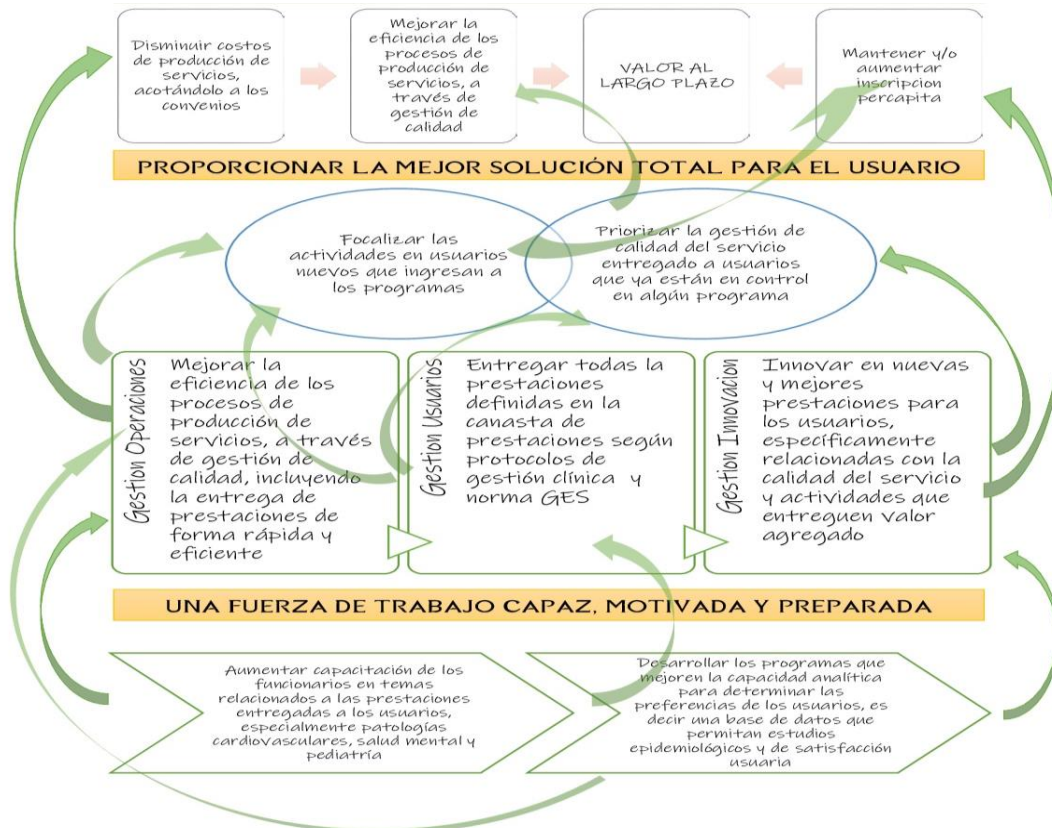 Disminuir costos
de producción de
servicios,
acotándolo a los
convenios
Mejorar la
eficiencia de los
procesos de
producción de
servicios, a
través de
gestión de
calidad
VALOR AL
LARGO PLAZO
Mantener y/o
aumentar
inscripcion
percapita
PROPORCIONAR LA MEJOR SOLUCIÓN TOTAL PARA EL USUARIO
Focalizar las
actividades en usuarios
nuevos que ingresan a
los programas
Priorizar la gestión de
calidad del servicio
entregado a usuarios
que ya están en control
en algún programa
Gestion Operaciones
Mejorar la
eficiencia de los
procesos de
producción de
servicios, a través
de gestión de
calidad, incluyendo
la entrega de
prestaciones de
forma rápida y
eficiente
Gestion Usuarios
Entregar todas la
prestaciones
definidas en la
canasta de
prestaciones según
protocolos de
gestión clínica y
norma GES
Gestion Innovacion
Innovar en nuevas
y mejores
prestaciones para
los usuarios,
específicamente
relacionadas con la
calidad del servicio
y actividades que
entreguen valor
agregado
UNA FUERZA DE TRABAJO CAPAZ, MOTIVADA Y PREPARADA
Aumentar capacitación de los
funcionarios en temas
relacionados a las prestaciones
entregadas a los usuarios,
especialmente patologías
cardiovasculares, salud mental y
pediatría
Desarrollar los programas que
mejoren la capacidad analítica
para determinar las
preferencias de los usuarios, es
decir una base de datos que
permitan estudios
epidemiológicos y de satisfacción
usuaria